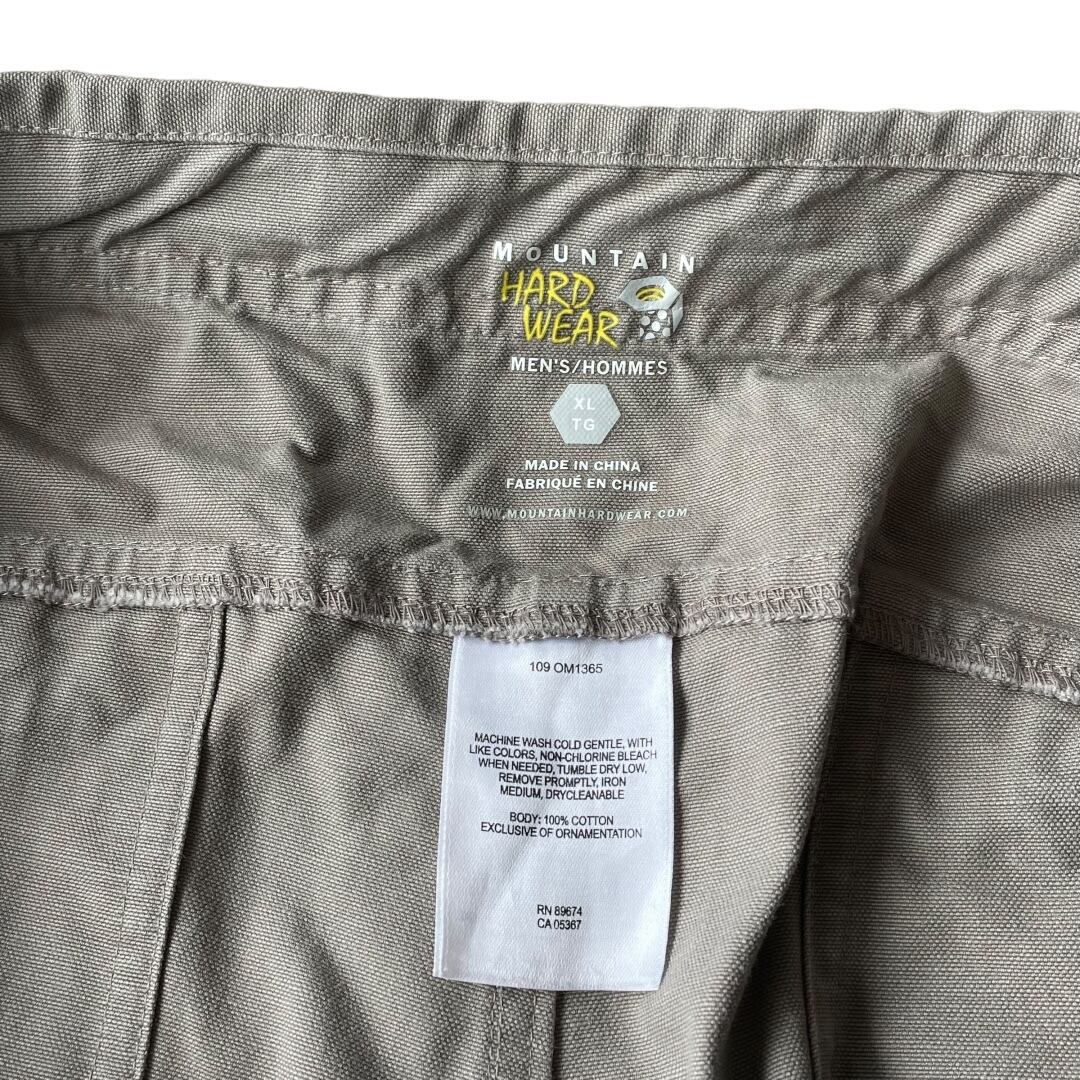 MOUNTAIN
HARD
WEAR
MEN'S/HOMMES
XL
TG
MADE IN CHINA
FABRIQUÉ EN CHINE
WWW.MOUNTAINHARDWEAR.COM
109 OM1365
MACHINE WASH COLD GENTLE, WITH
LIKE COLORS, NON-CHLORINE BLEACH
WHEN NEEDED, TUMBLE DRY LOW,
REMOVE PROMPTLY, IRON
MEDIUM, DRYCLEANABLE
BODY: 100% COTTON
EXCLUSIVE OF ORNAMENTATION
RN 89674
CA 05367